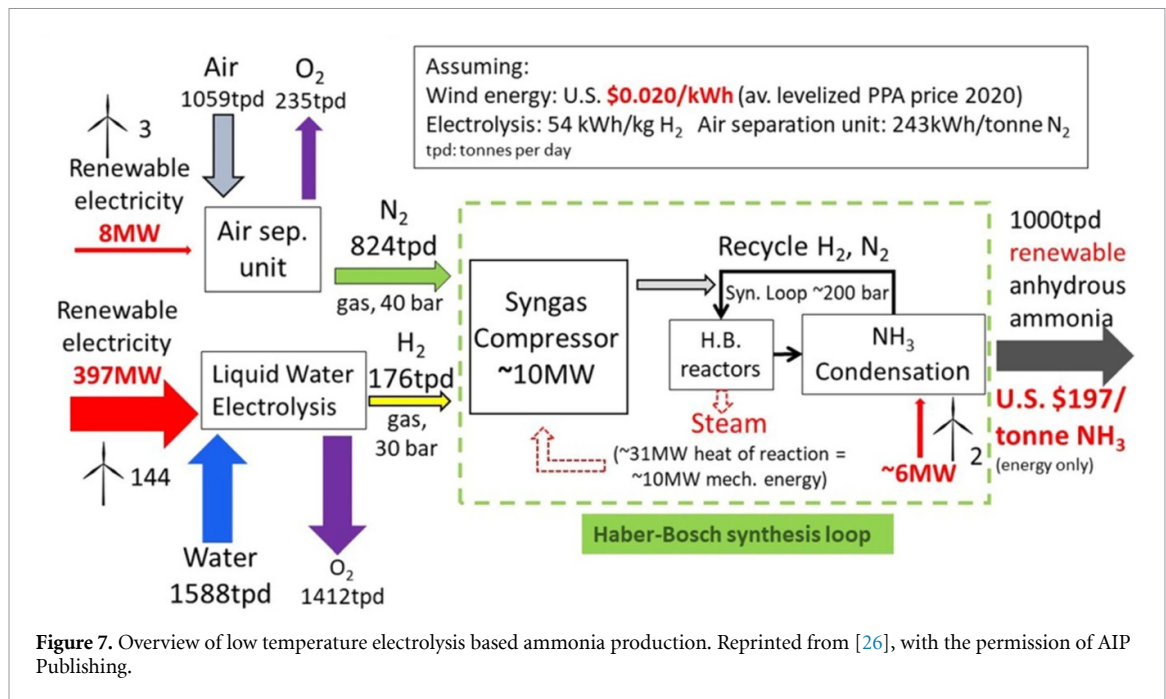 Air
1059tpd
O₂
235tpd
Assuming:
Wind energy: U.S. $0.020/kWh (av. levelized PPA price 2020)
Electrolysis: 54 kWh/kg H₂ Air separation unit: 243kWh/tonne N₂
tpd: tonnes per day
3
Renewable
electricity
8MW
Air sep.
unit
N₂
824tpd
gas, 40 bar
Renewable
electricity
397MW
144
Liquid Water
Electrolysis
H₂
176tpd
gas,
30 bar
Water
1588tpd
O₂
1412tpd
Syngas
Compressor
~10MW
Recycle H₂, N₂
Syn. Loop ~200 bar
H.B.
reactors
NH₃
Condensation
Steam
(~31MW heat of reaction =
~10MW mech. energy)
~6MW
2
Haber-Bosch synthesis loop
1000tpd
renewable
anhydrous
ammonia
U.S. $197/
tonne NH₃
(energy only)
Figure 7. Overview of low temperature electrolysis based ammonia production. Reprinted from [26], with the permission of AIP
Publishing.